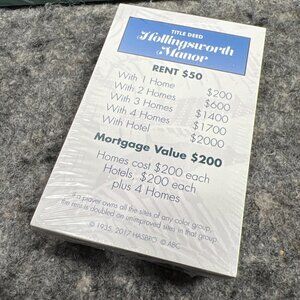 TITLE DEED
Hollingsworth
Manor
RENT $50
With 1 Home $200
With 2 Homes $600
With 3 Homes $1400
With 4 Homes $1700
With Hotel $2000
Mortgage Value $200
Homes cost $200 each
Hotels, $200 each
plus 4 Homes
If a player owns all the sites of any color group,
the rent is doubled on unimproved sites in that group.
© 1935, 2017 HASBRO. © ABC